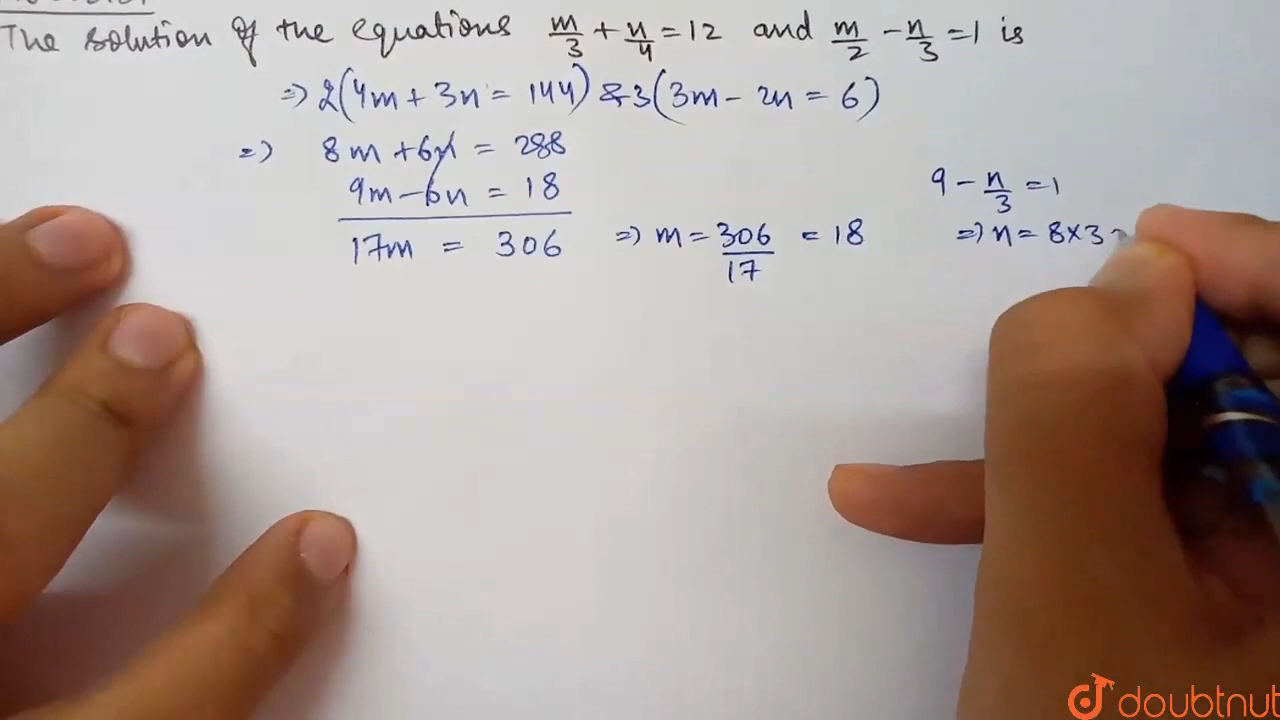 The solution of the equations m/3 + n/4 = 12 and m/2 - n/3 = 1 is
⇒ 2(4m + 3n = 144) & 3(3m - 2n = 6)
⇒ 8m + 6n = 288
9m - 6n = 18
17m = 306 ⇒ m = 306/17 = 18
9 - n/3 = 1
⇒ n = 8×3
doubtnut